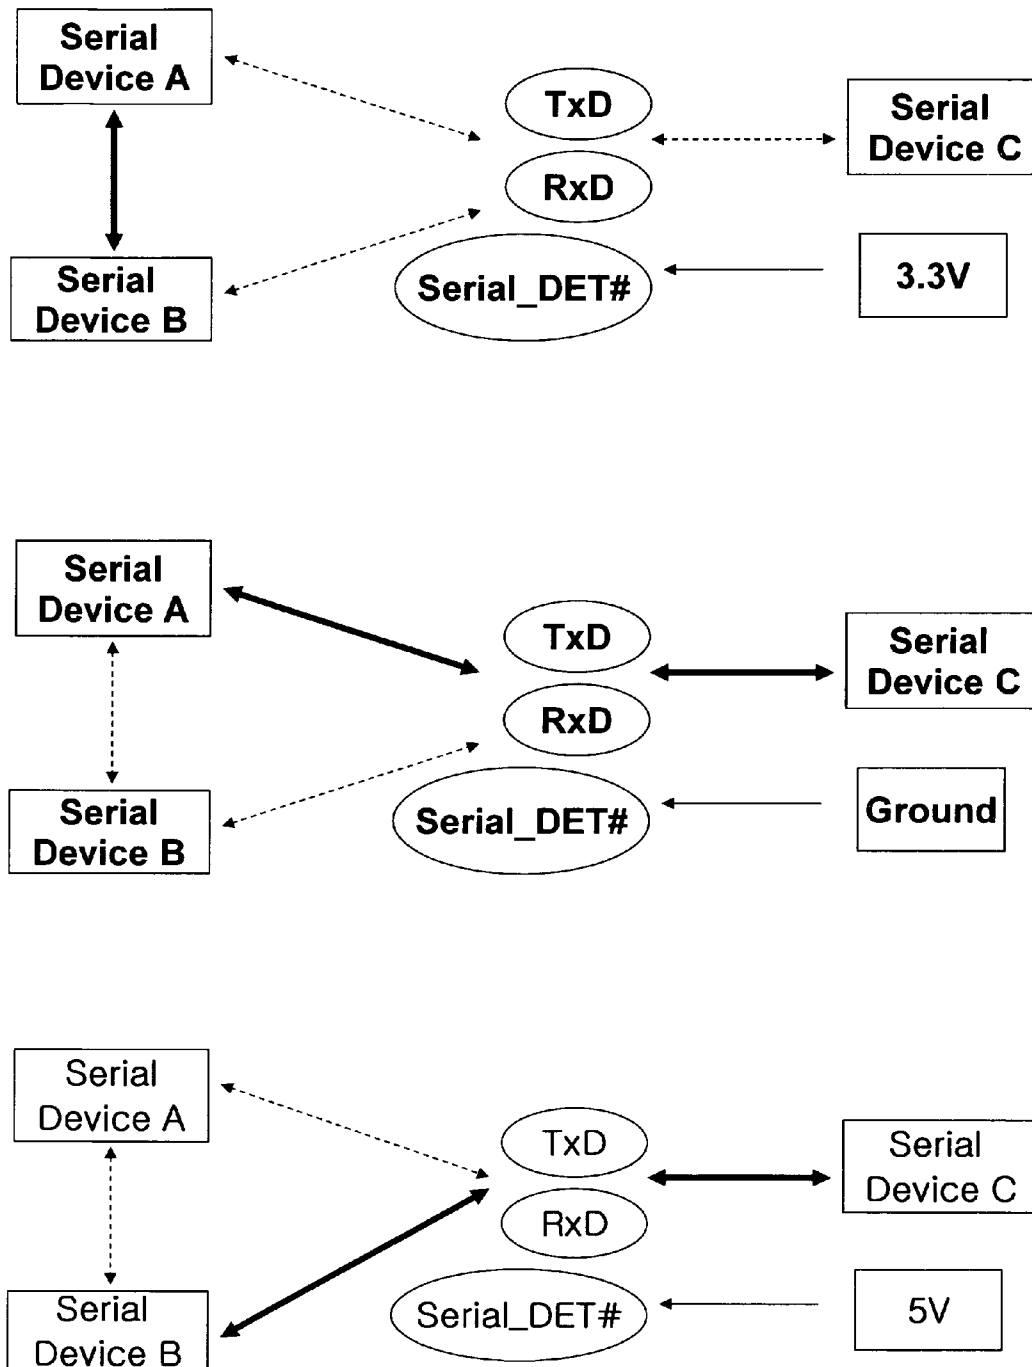 Serial
Device A
TxD
Serial
Device C
RxD
Serial
Device B
Serial_DET#
3.3V
Serial
Device A
TxD
Serial
Device C
RxD
Serial
Device B
Serial_DET#
Ground
Serial
Device A
TxD
Serial
Device C
RxD
Serial
Device B
Serial_DET#
5V